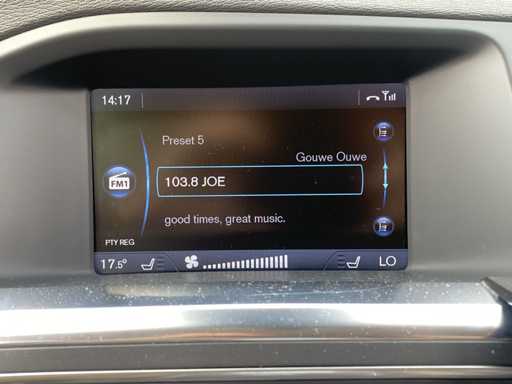 14:17
Preset 5
Gouwe Ouwe
FM1
103.8 JOE
good times, great music.
PTY REG
17.5°
LO